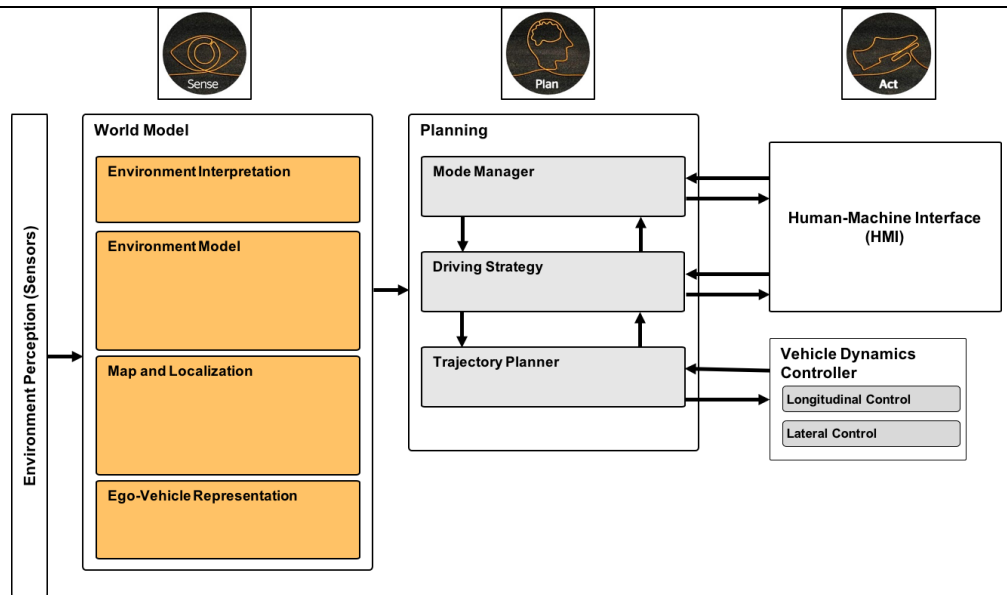 Sense
Plan
Act
Environment Perception (Sensors)
World Model
Environment Interpretation
Environment Model
Map and Localization
Ego-Vehicle Representation
Planning
Mode Manager
Driving Strategy
Trajectory Planner
Human-Machine Interface
(HMI)
Vehicle Dynamics
Controller
Longitudinal Control
Lateral Control